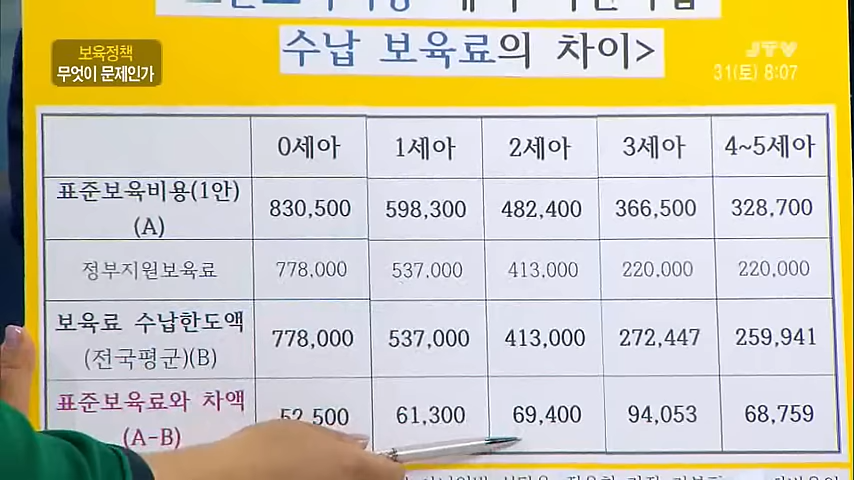 보육정책
무엇이 문제인가
JTV
31(토) 8:07
수납 보육료의 차이>
0세아 1세아 2세아 3세아 4~5세아
표준보육비용(1안)
(A) 830,500 598,300 482,400 366,500 328,700
정부지원보육료 778,000 537,000 413,000 220,000 220,000
보육료 수납한도액
(전국평균)(B) 778,000 537,000 413,000 272,447 259,941
표준보육료와 차액
(A-B) 52,500 61,300 69,400 94,053 68,759